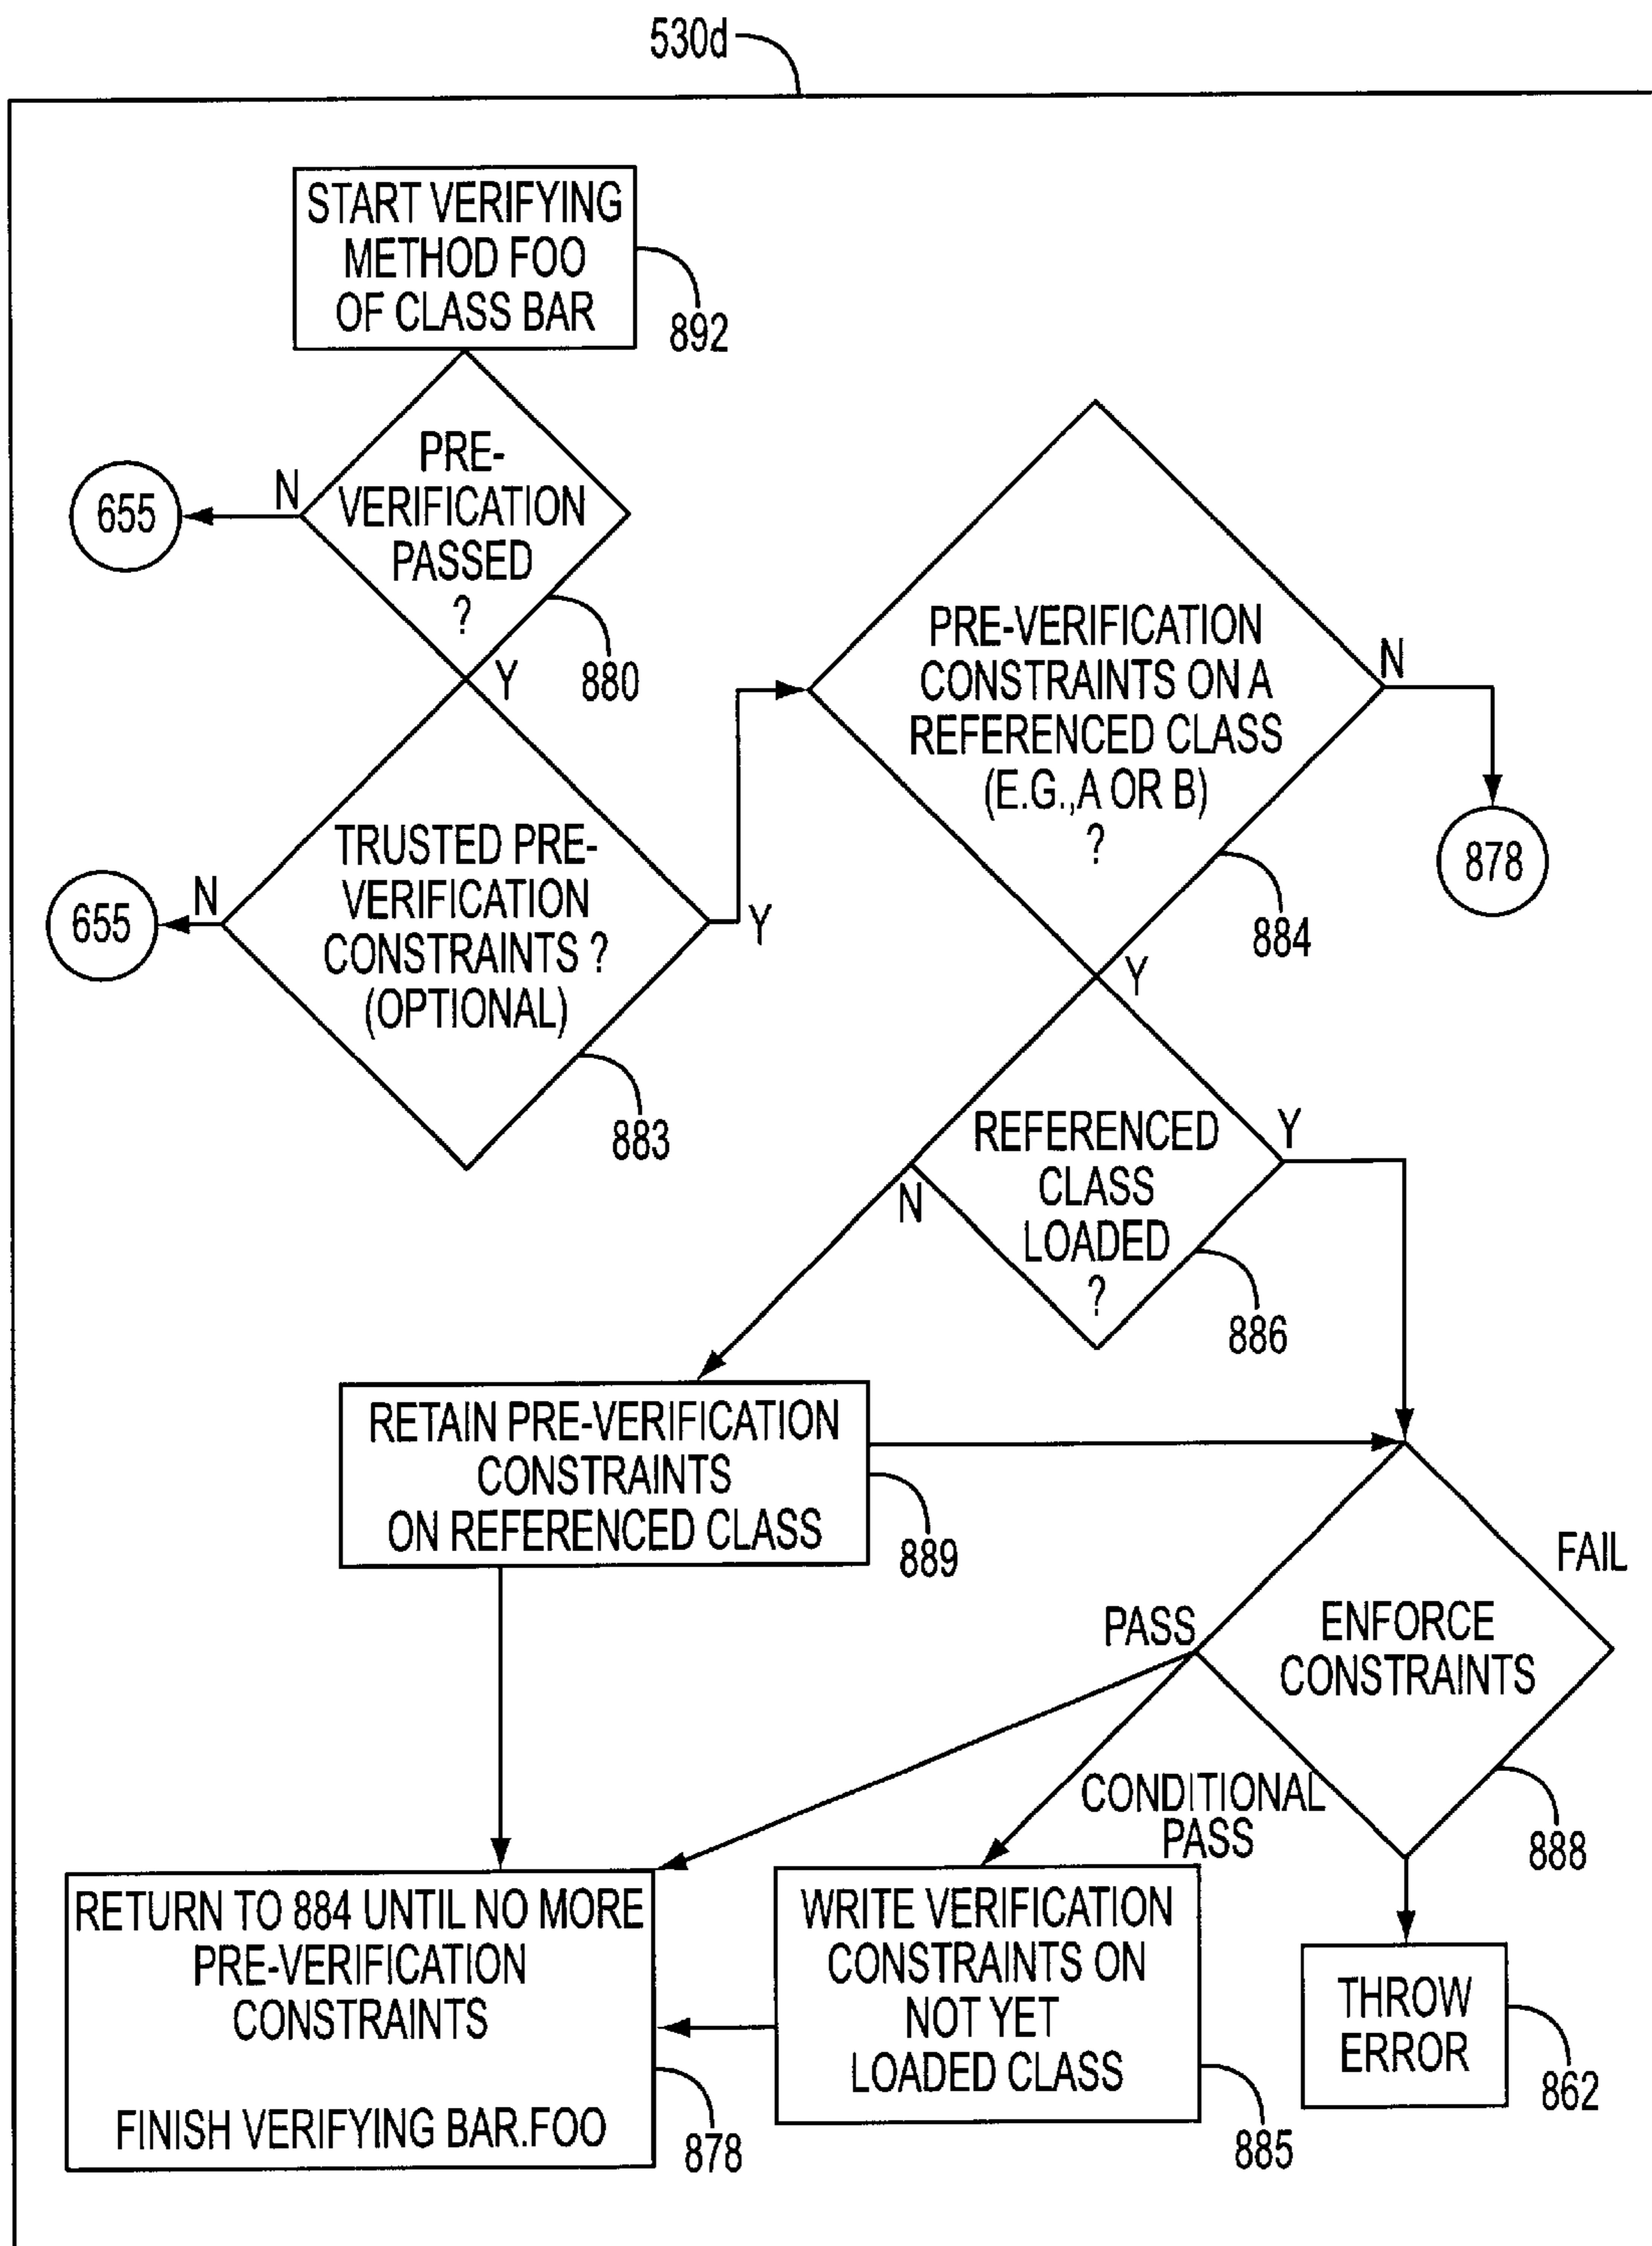 530d
START VERIFYING
METHOD FOO
OF CLASS BAR
892
PRE-
VERIFICATION
PASSED
?
N
655
Y
880
TRUSTED PRE-
VERIFICATION
CONSTRAINTS ?
(OPTIONAL)
N
655
Y
883
PRE-VERIFICATION
CONSTRAINTS ON A
REFERENCED CLASS
(E.G.,A OR B)
?
N
878
884
Y
REFERENCED
CLASS
LOADED
?
Y
N
886
RETAIN PRE-VERIFICATION
CONSTRAINTS
ON REFERENCED CLASS
889
ENFORCE
CONSTRAINTS
FAIL
PASS
CONDITIONAL
PASS
888
RETURN TO 884 UNTIL NO MORE
PRE-VERIFICATION
CONSTRAINTS
FINISH VERIFYING BAR.FOO
878
WRITE VERIFICATION
CONSTRAINTS ON
NOT YET
LOADED CLASS
885
THROW
ERROR
862